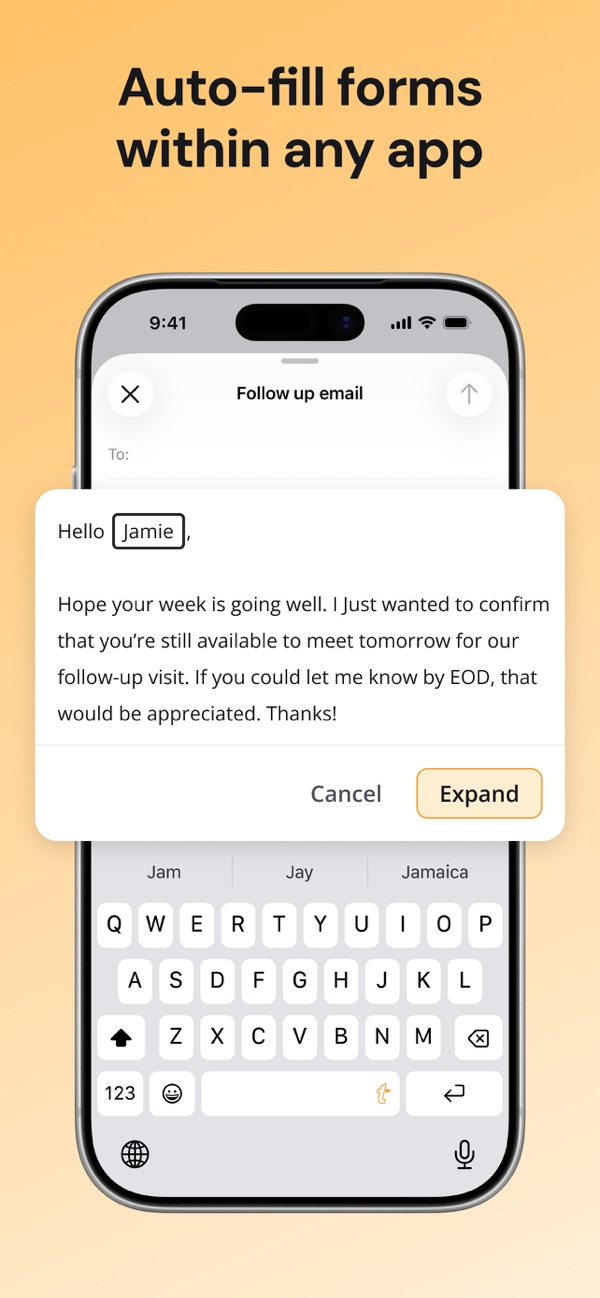 Auto-fill forms
within any app
9:41
Follow up email
To:
Hello Jamie,
Hope your week is going well. I Just wanted to confirm
that you’re still available to meet tomorrow for our
follow-up visit. If you could let me know by EOD, that
would be appreciated. Thanks!
Cancel Expand
Jam Jay Jamaica
Q W E R T Y U I O P
A S D F G H J K L
Z X C V B N M
123 t